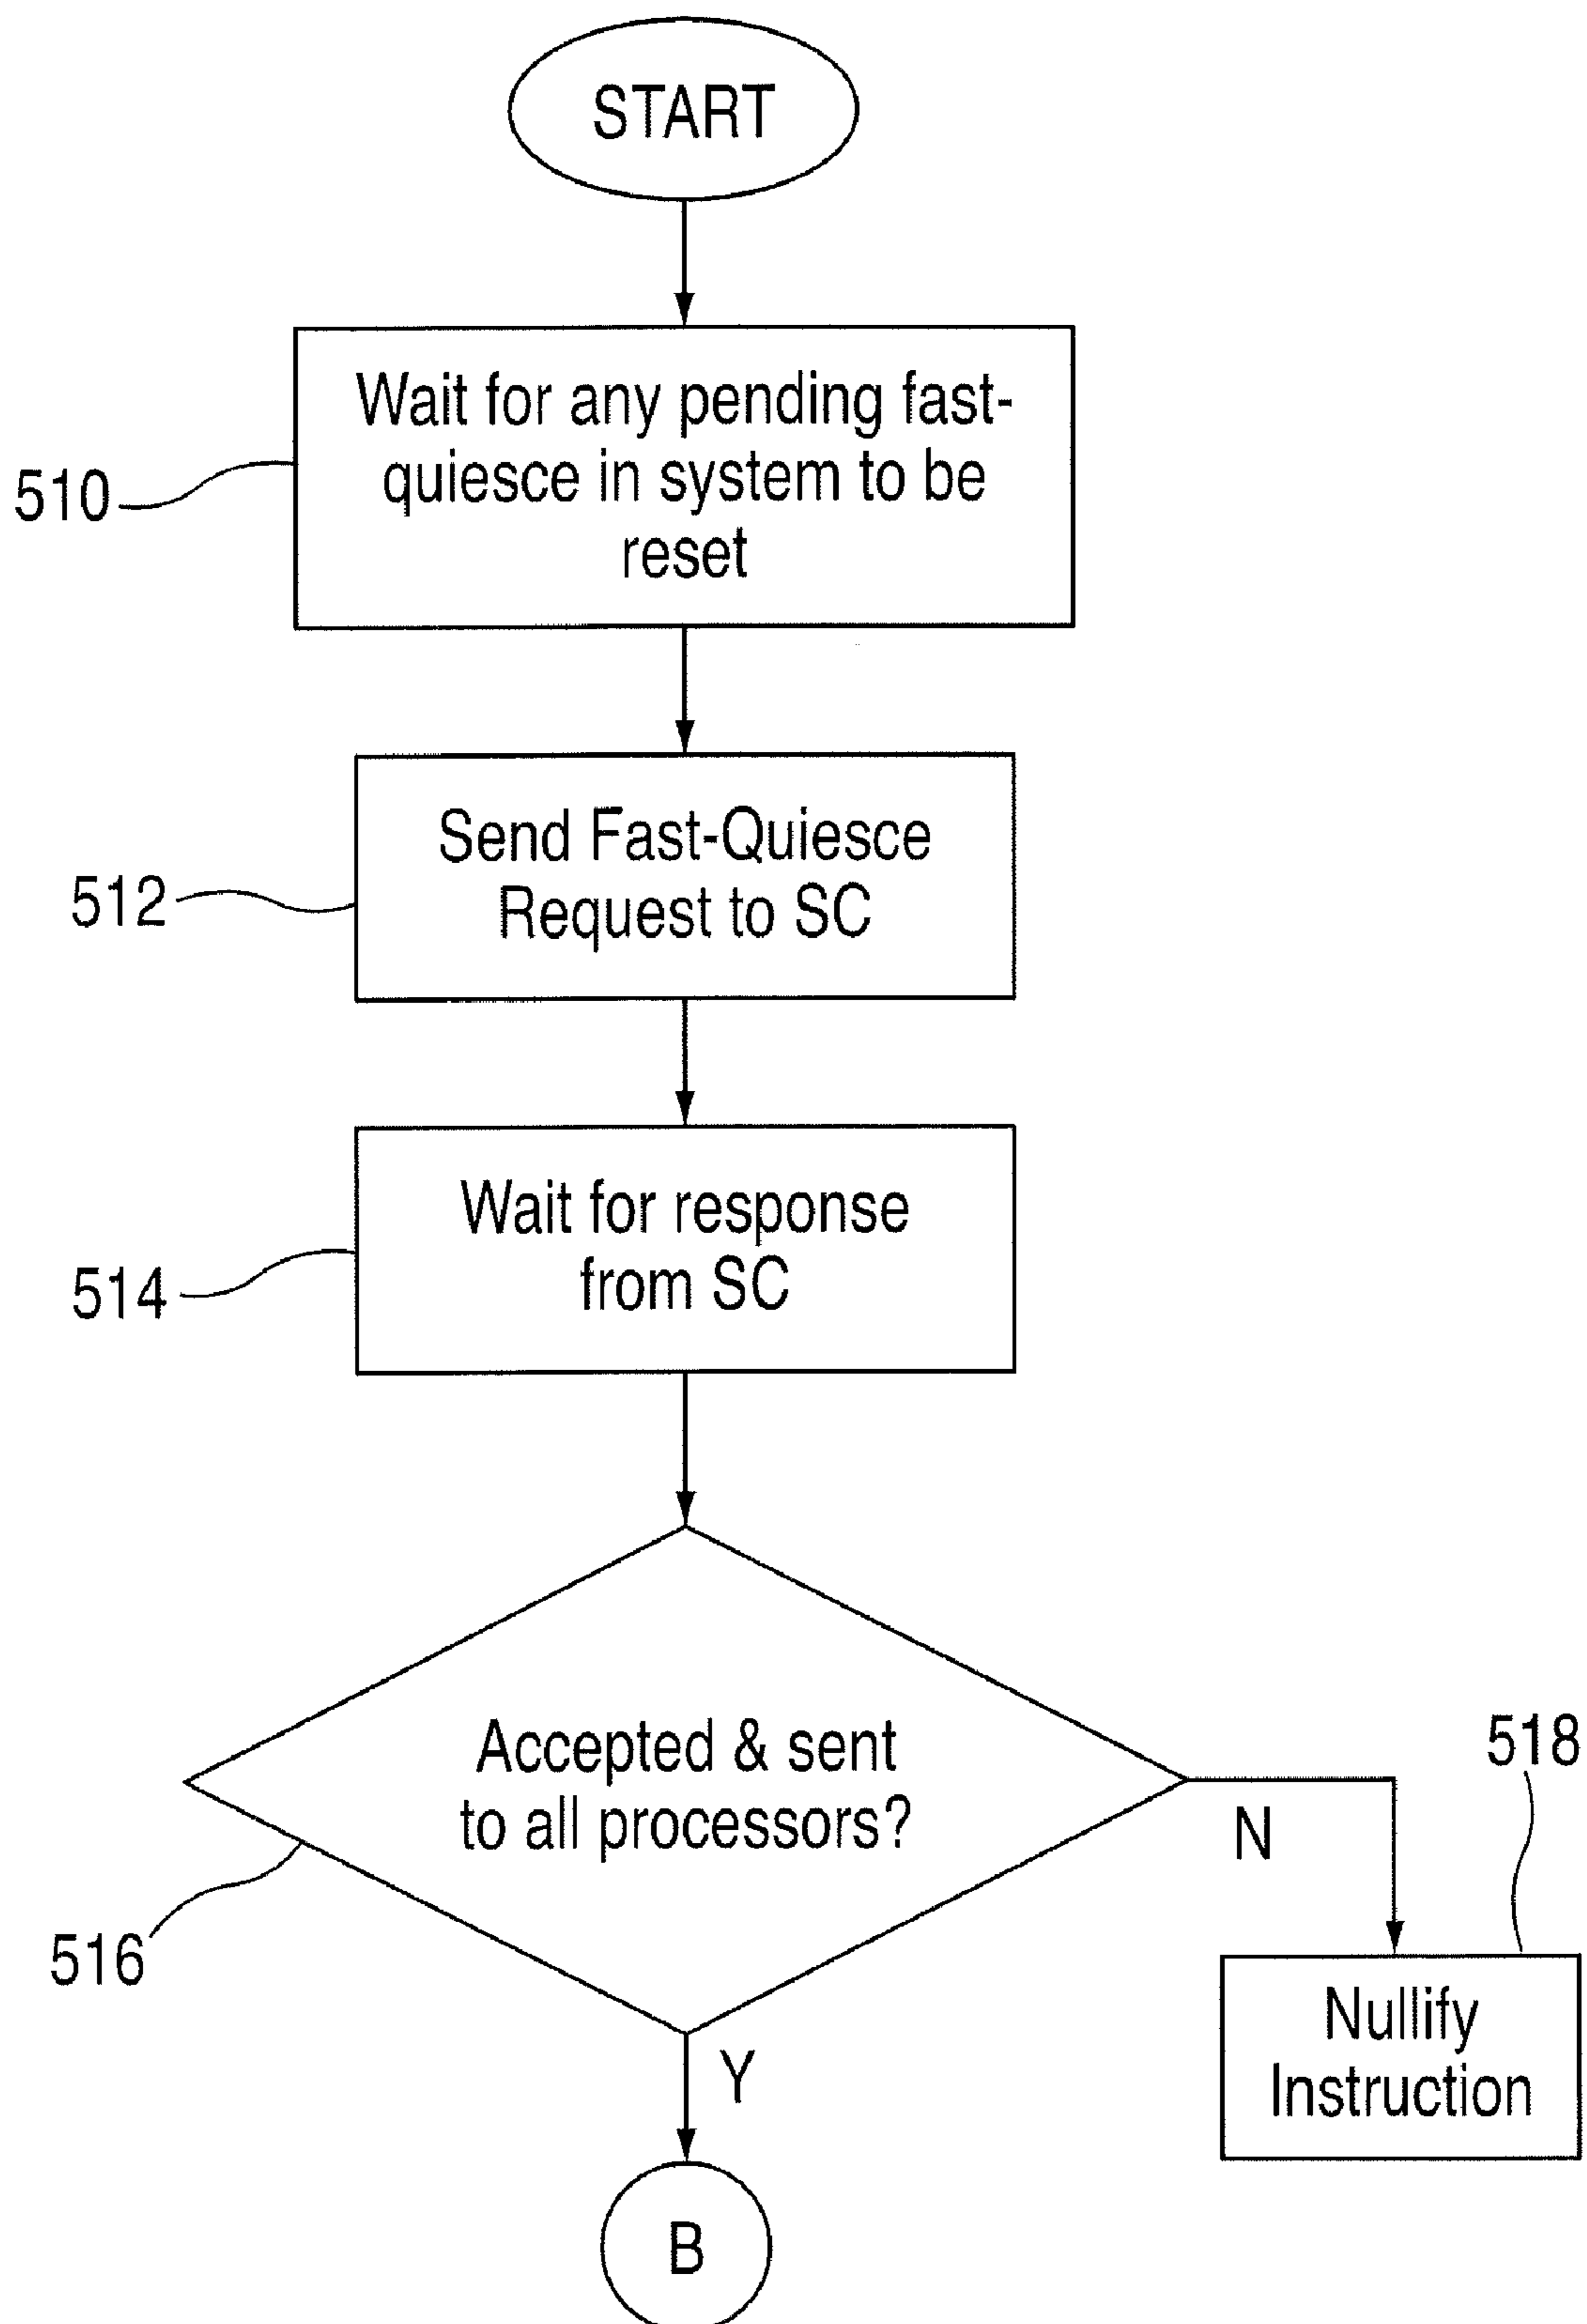 START
Wait for any pending fast-
quiesce in system to be
reset
510
Send Fast-Quiesce
Request to SC
512
Wait for response
from SC
514
Accepted & sent
to all processors?
516
N
518
Nullify
Instruction
Y
B